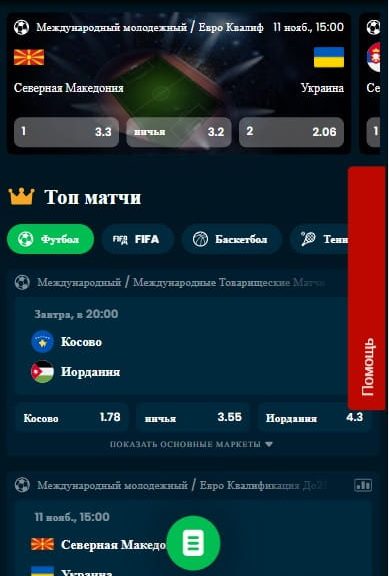 Международный молодежный / Евро Квалиф 11 нояб., 15:00
Северная Македония Украина
1 3.3 ничья 3.2 2 2.06 1
Топ матчи
Футбол FIFA FIFA Баскетбол Тенн
Международный / Международные Товарищеские Матчи
Завтра, в 20:00
Косово
Иордания
Косово 1.78 ничья 3.55 Иордания 4.3
ПОКАЗАТЬ ОСНОВНЫЕ МАРКЕТЫ
Помощь
Международный молодежный / Евро Квалификация До2
11 нояб., 15:00
Северная Македо
Украина